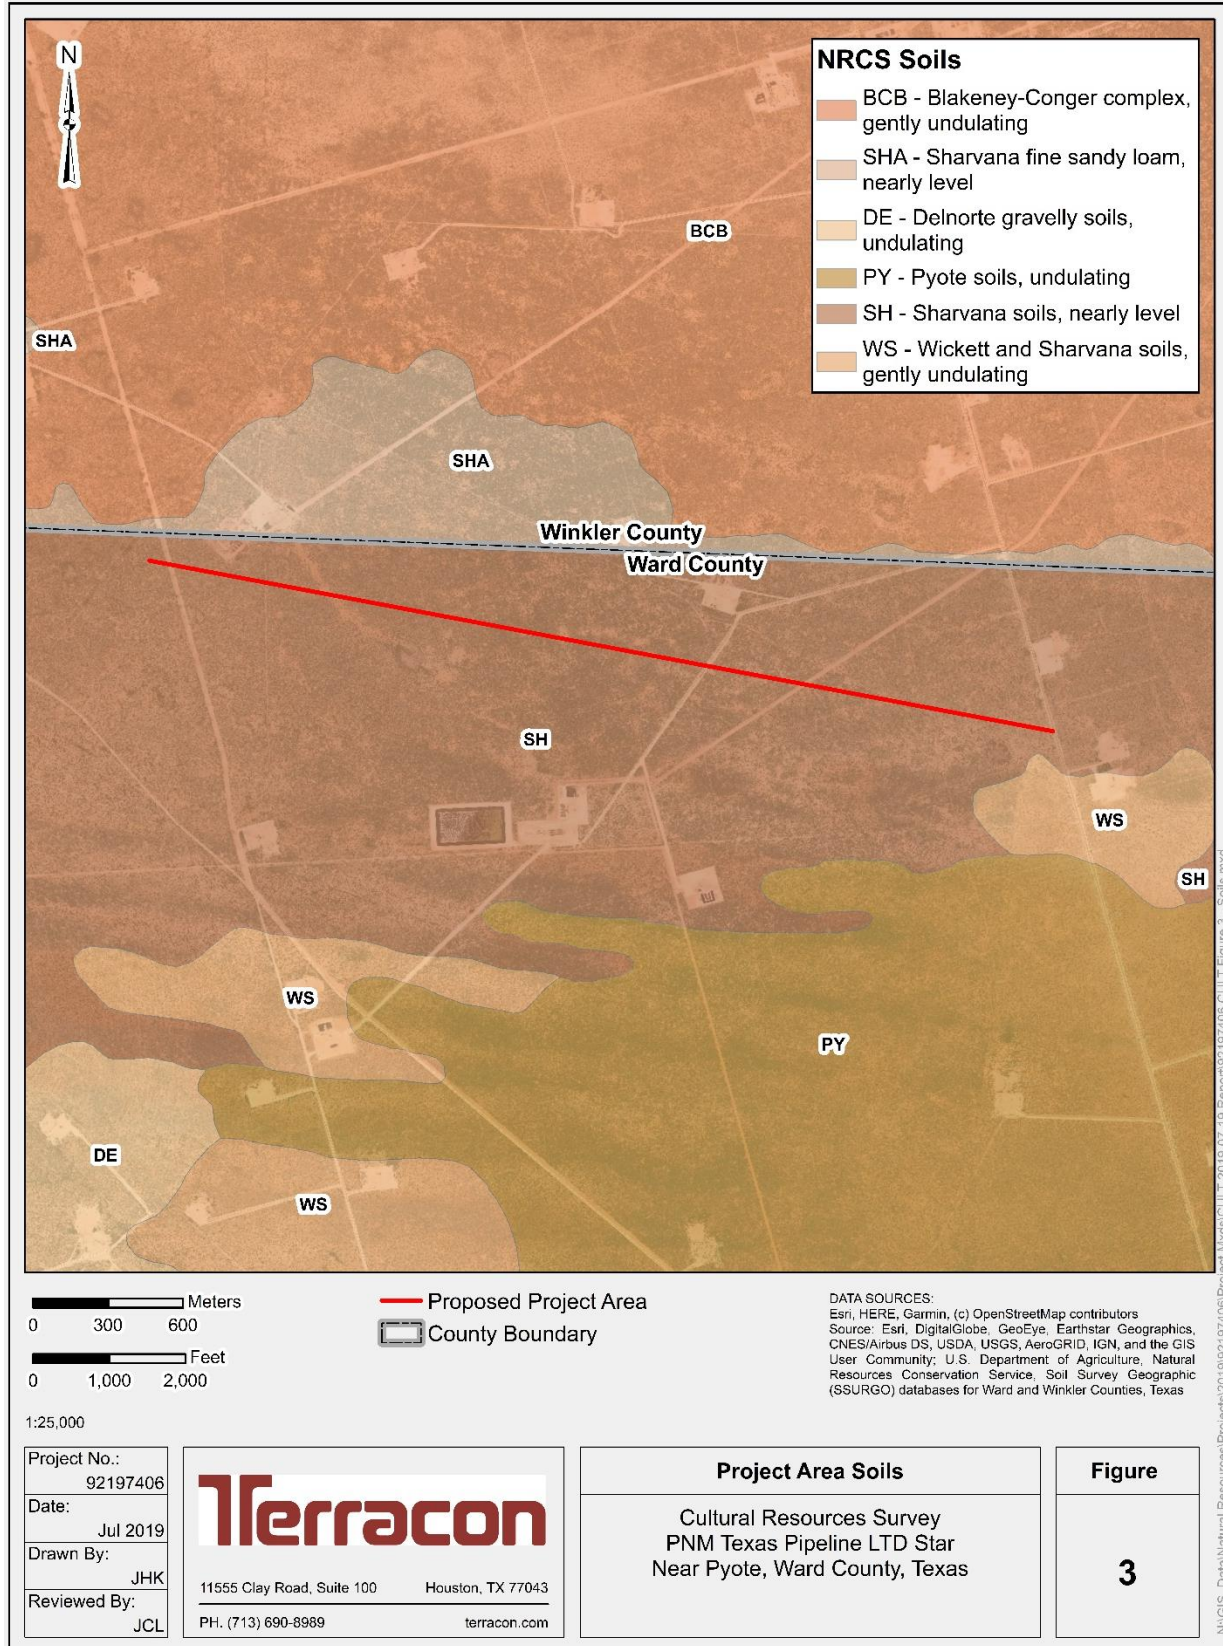 N
NRCS Soils
BCB - Blakeney-Conger complex,
gently undulating
SHA - Sharvana fine sandy loam,
nearly level
DE - Delnorte gravelly soils,
undulating
PY - Pyote soils, undulating
SH - Sharvana soils, nearly level
WS - Wickett and Sharvana soils,
gently undulating
BCB
SHA
SHA
Winkler County
Ward County
SH
WS
SH
WS
PY
DE
WS
Meters
0 300 600
Feet
0 1,000 2,000
1:25,000
Proposed Project Area
County Boundary
DATA SOURCES:
Esri, HERE, Garmin, (c) OpenStreetMap contributors
Source: Esri, DigitalGlobe, GeoEye, Earthstar Geographics,
CNES/Airbus DS, USDA, USGS, AeroGRID, IGN, and the GIS
User Community; U.S. Department of Agriculture, Natural
Resources Conservation Service, Soil Survey Geographic
(SSURGO) databases for Ward and Winkler Counties, Texas
Project No.:
92197406
Date:
Jul 2019
Drawn By:
JHK
Reviewed By:
JCL
Terracon
11555 Clay Road, Suite 100 Houston, TX 77043
PH. (713) 690-8989 terracon.com
Project Area Soils
Cultural Resources Survey
PNM Texas Pipeline LTD Star
Near Pyote, Ward County, Texas
Figure
3